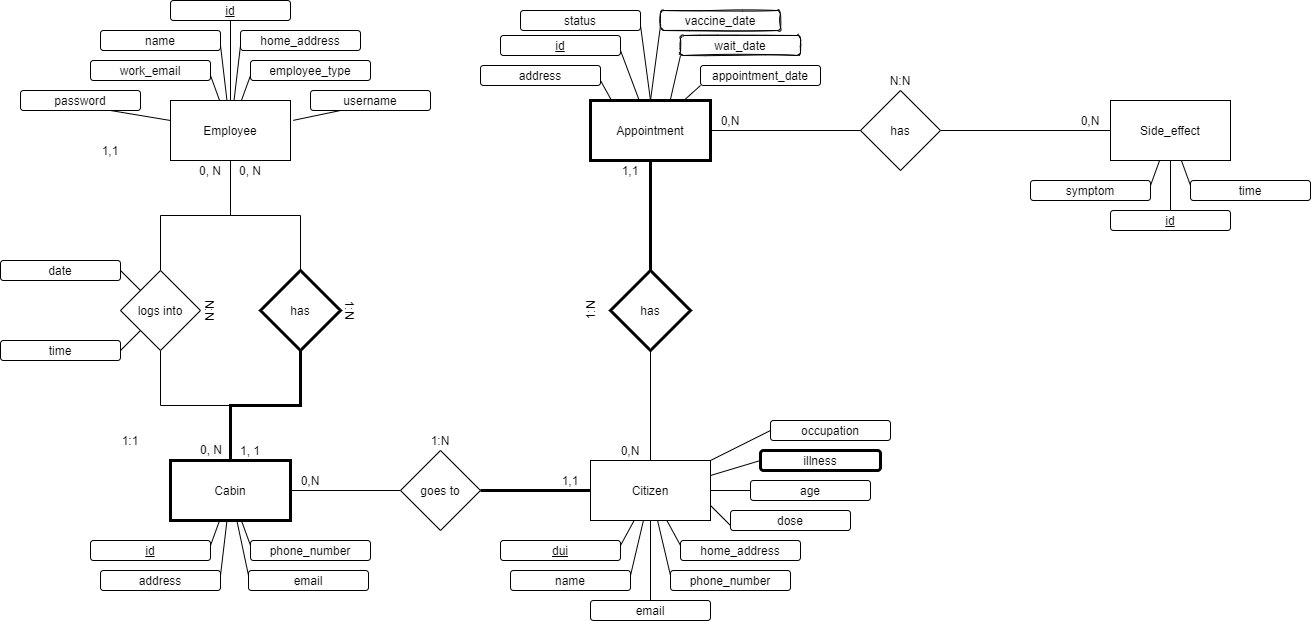 id
name
home_address
work_email
employee_type
password
username
Employee
1,1
0, N
0, N
date
logs into
N:N
has
1:N
time
1:1
0, N
1, 1
Cabin
id
phone_number
address
email
status
vaccine_date
id
wait_date
address
appointment_date
Appointment
0,N
N:N
has
0,N
Side_effect
symptom
time
id
1,1
1:N
has
0,N
0,N
1:N
goes to
1,1
Citizen
occupation
illness
age
dose
dui
home_address
name
phone_number
email